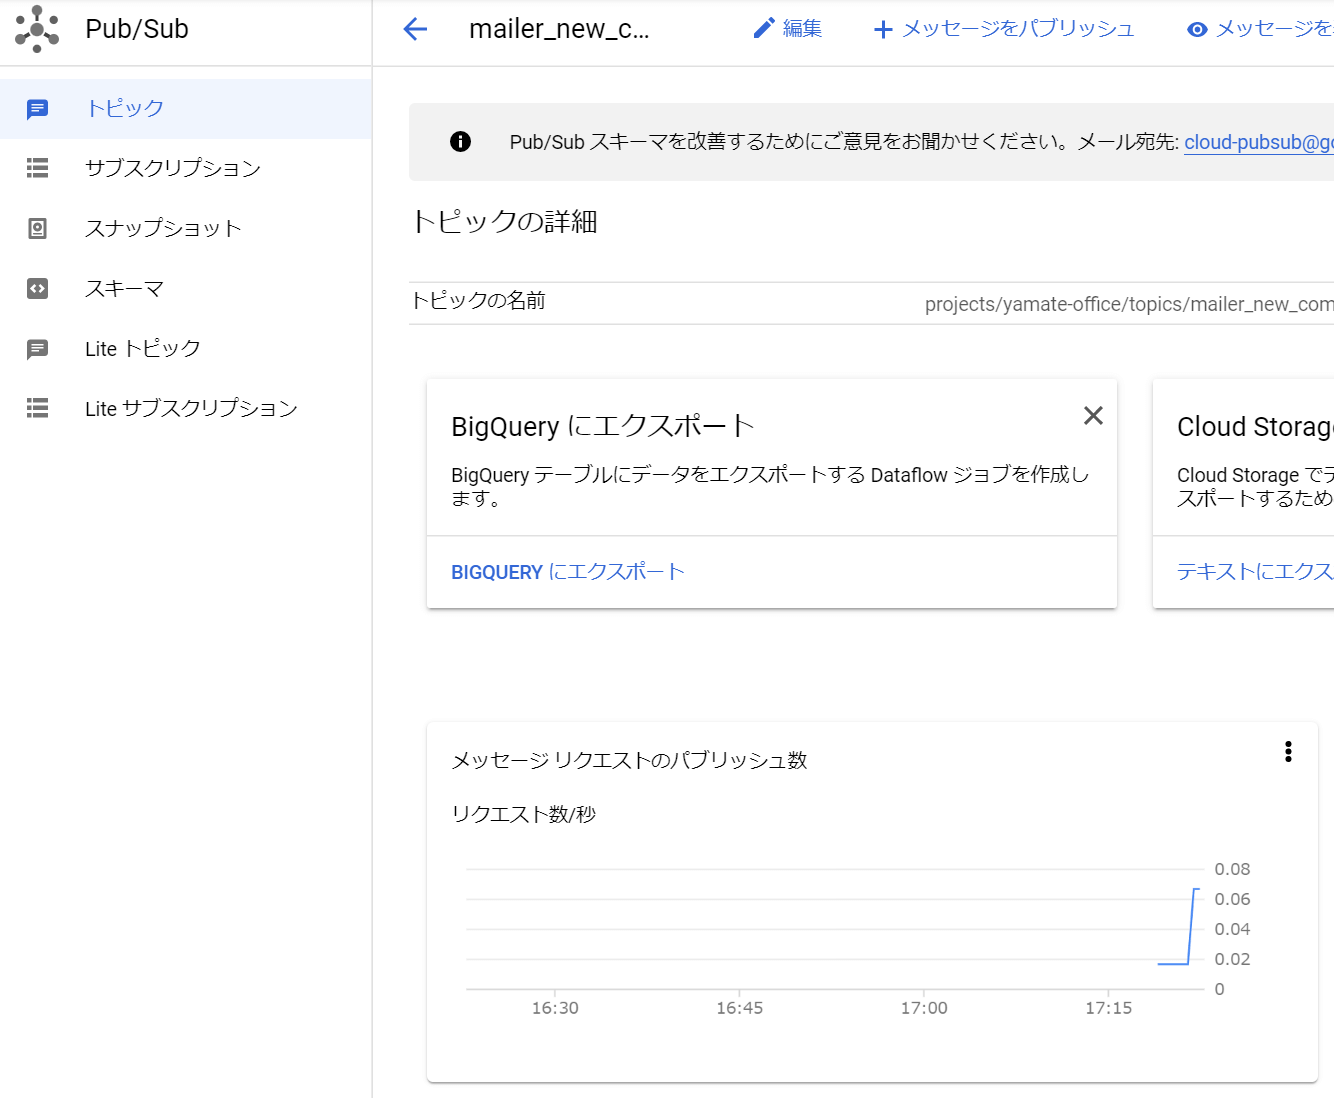 Pub/Sub
mailer_new_c...
編集
メッセージをパブリッシュ
メッセージを
トピック
サブスクリプション
スナップショット
スキーマ
Lite トピック
Lite サブスクリプション
Pub/Sub スキーマを改善するためにご意見をお聞かせください。メール宛先: cloud-pubsub@go
トピックの詳細
トピックの名前
projects/yamate-office/topics/mailer_new_com
BigQuery にエクスポート
BigQuery テーブルにデータをエクスポートする Dataflow ジョブを作成し
ます。
BIGQUERY にエクスポート
Cloud Storage
Cloud Storage でテ
スポートするため
テキストにエクス
メッセージ リクエストのパブリッシュ数
リクエスト数/秒
0.08
0.06
0.04
0.02
0
16:30
16:45
17:00
17:15